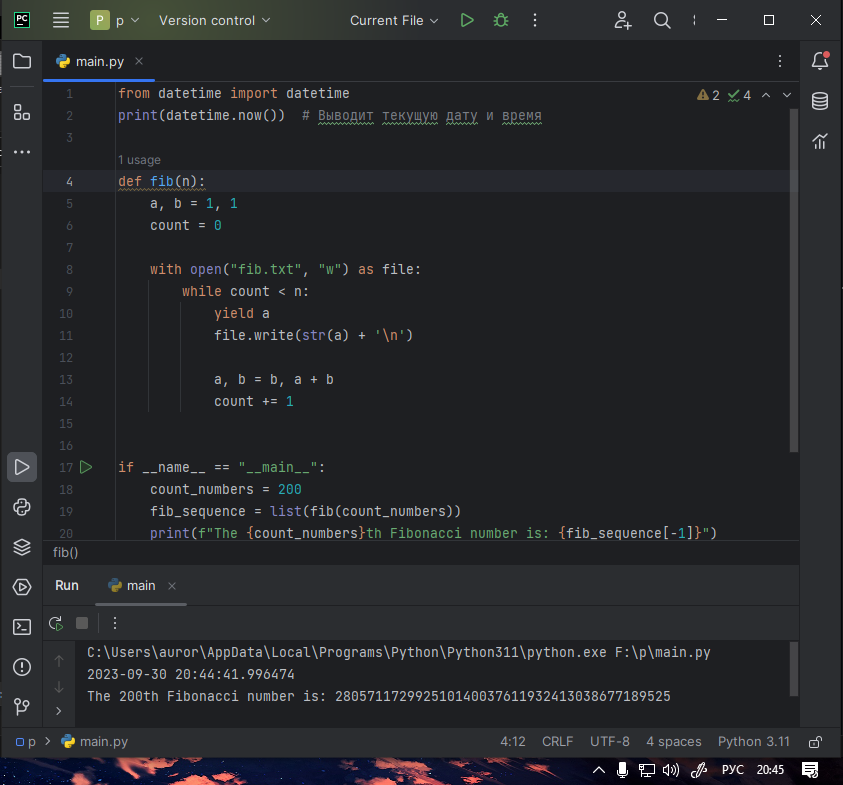 PC P p Version control Current File
main.py
1 from datetime import datetime 2 4
2 print(datetime.now()) # Выводит текущую дату и время
3
1 usage
4 def fib(n):
5 a, b = 1, 1
6 count = 0
7
8 with open("fib.txt", "w") as file:
9 while count < n:
10 yield a
11 file.write(str(a) + '\n')
12
13 a, b = b, a + b
14 count += 1
15
16
17 if __name__ == "__main__":
18 count_numbers = 200
19 fib_sequence = list(fib(count_numbers))
20 print(f"The {count_numbers}th Fibonacci number is: {fib_sequence[-1]}")
fib()
Run main
C:\Users\auror\AppData\Local\Programs\Python\Python311\python.exe F:\p\main.py
2023-09-30 20:44:41.996474
The 200th Fibonacci number is: 280571172992510140037611932413038677189525
p main.py 4:12 CRLF UTF-8 4 spaces Python 3.11
РУС 20:45